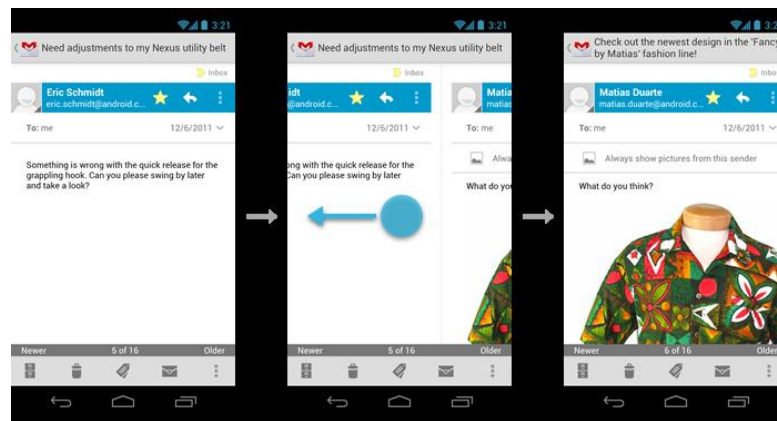 3:21
Need adjustments to my Nexus utility belt
Inbox
Eric Schmidt
eric.schmidt@android.c...
To: me
12/6/2011
Something is wrong with the quick release for the
grappling hook. Can you please swing by later
and take a look?
Newer
5 of 16
Older
3:21
Need adjustments to my Nexus utility belt
Inbox
idt
@android.c...
12/6/2011
ong with the quick release for the
Can you please swing by later
Matia
matias
To: me
Alwa
What do yo
Newer
5 of 16
Older
3:2
Check out the newest design in the 'Fancy
by Matias' fashion line!
Inbo
Matias Duarte
matias.duarte@android.c...
To: me
12/6/2011
Always show pictures from this sender
What do you think?
Newer
6 of 16
Older